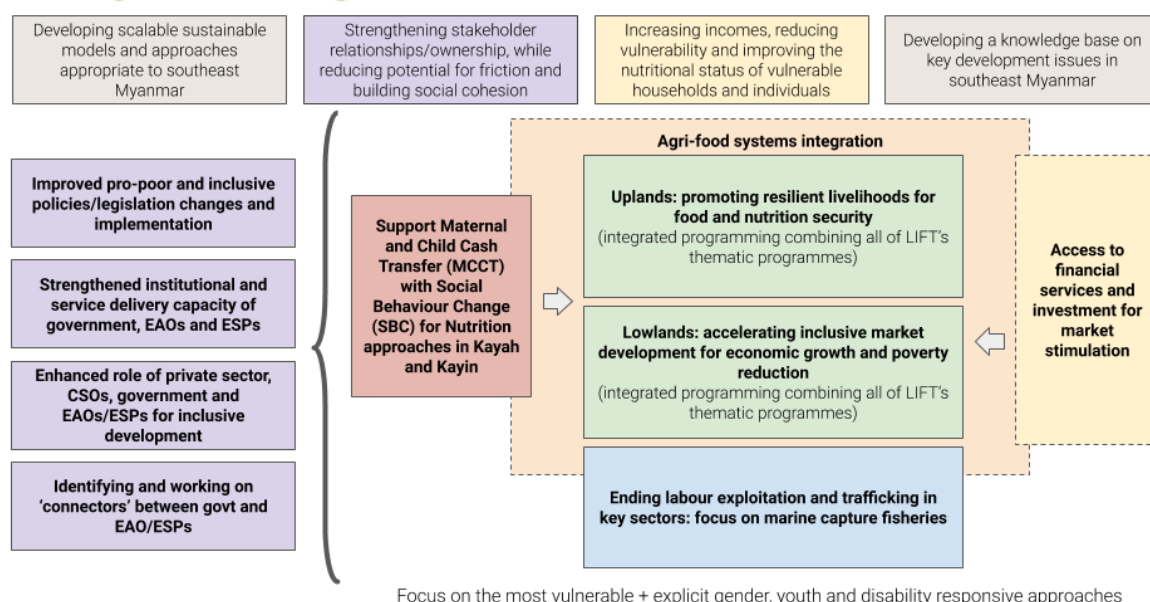 Developing scalable sustainable
models and approaches
appropriate to southeast
Myanmar
Strengthening stakeholder
relationships/ownership, while
reducing potential for friction and
building social cohesion
Increasing incomes, reducing
vulnerability and improving the
nutritional status of vulnerable
households and individuals
Developing a knowledge base on
key development issues in
southeast Myanmar
Improved pro-poor and inclusive
policies/legislation changes and
implementation
Strengthened institutional and
service delivery capacity of
government, EAOs and ESPs
Enhanced role of private sector,
CSOs, government and
EAOs/ESPs for inclusive
development
Identifying and working on
‘connectors’ between govt and
EAO/ESPs
Support Maternal
and Child Cash
Transfer (MCCT)
with Social
Behaviour Change
(SBC) for Nutrition
approaches in Kayah
and Kayin
Agri-food systems integration
Uplands: promoting resilient livelihoods for
food and nutrition security
(integrated programming combining all of LIFT’s
thematic programmes)
Lowlands: accelerating inclusive market
development for economic growth and poverty
reduction
(integrated programming combining all of LIFT’s
thematic programmes)
Ending labour exploitation and trafficking in
key sectors: focus on marine capture fisheries
Access to
financial
services and
investment for
market
stimulation
Focus on the most vulnerable + explicit gender, youth and disability responsive approaches